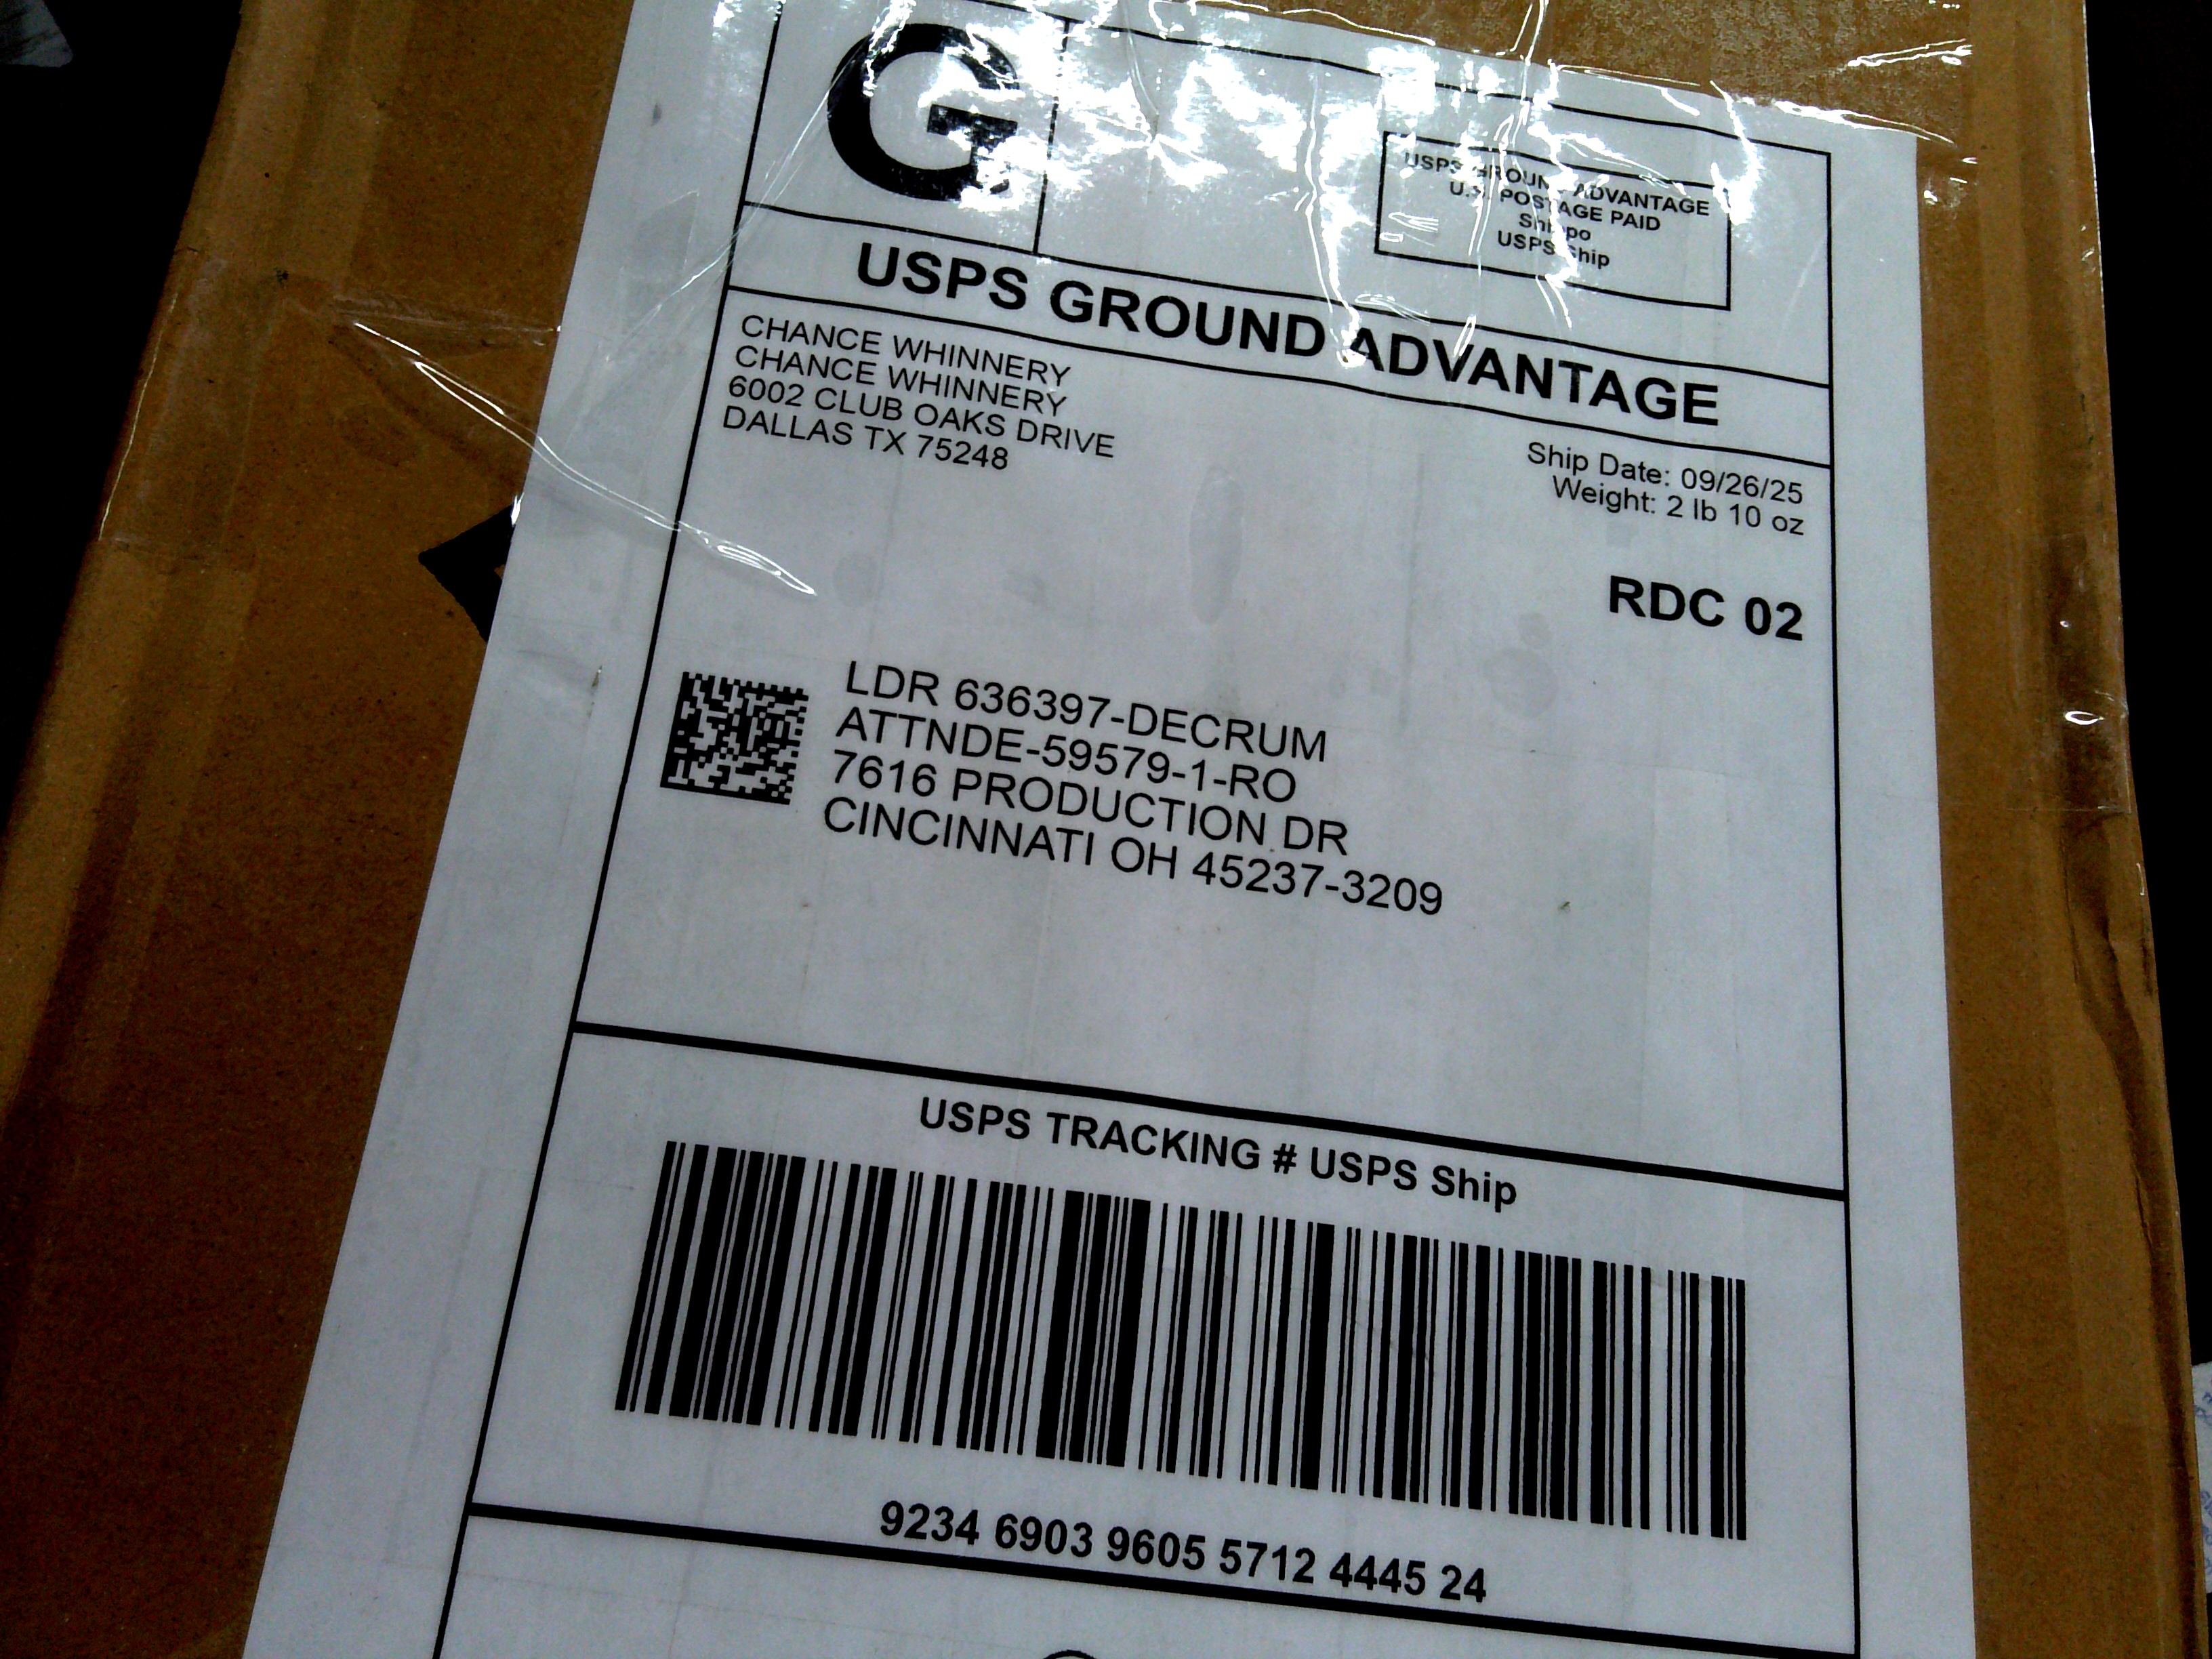 G
USPS GROUND ADVANTAGE
U.S. POSTAGE PAID
Shippo
USPS Ship
USPS GROUND ADVANTAGE
CHANCE WHINNERY
CHANCE WHINNERY
6002 CLUB OAKS DRIVE
DALLAS TX 75248
Ship Date: 09/26/25
Weight: 2 lb 10 oz
RDC 02
LDR 636397-DECRUM
ATTNDE-59579-1-RO
7616 PRODUCTION DR
CINCINNATI OH 45237-3209
USPS TRACKING # USPS Ship
9234 6903 9605 5712 4445 24